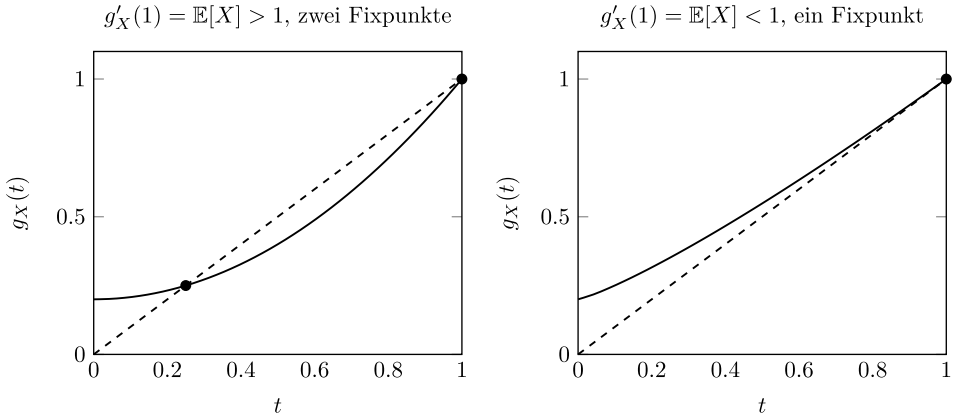 g′_X(1) = 𝔼[X] > 1, zwei Fixpunkte
1
0.5
0
g_X(t)
0 0.2 0.4 0.6 0.8 1
t
g′_X(1) = 𝔼[X] < 1, ein Fixpunkt
1
0.5
0
g_X(t)
0 0.2 0.4 0.6 0.8 1
t